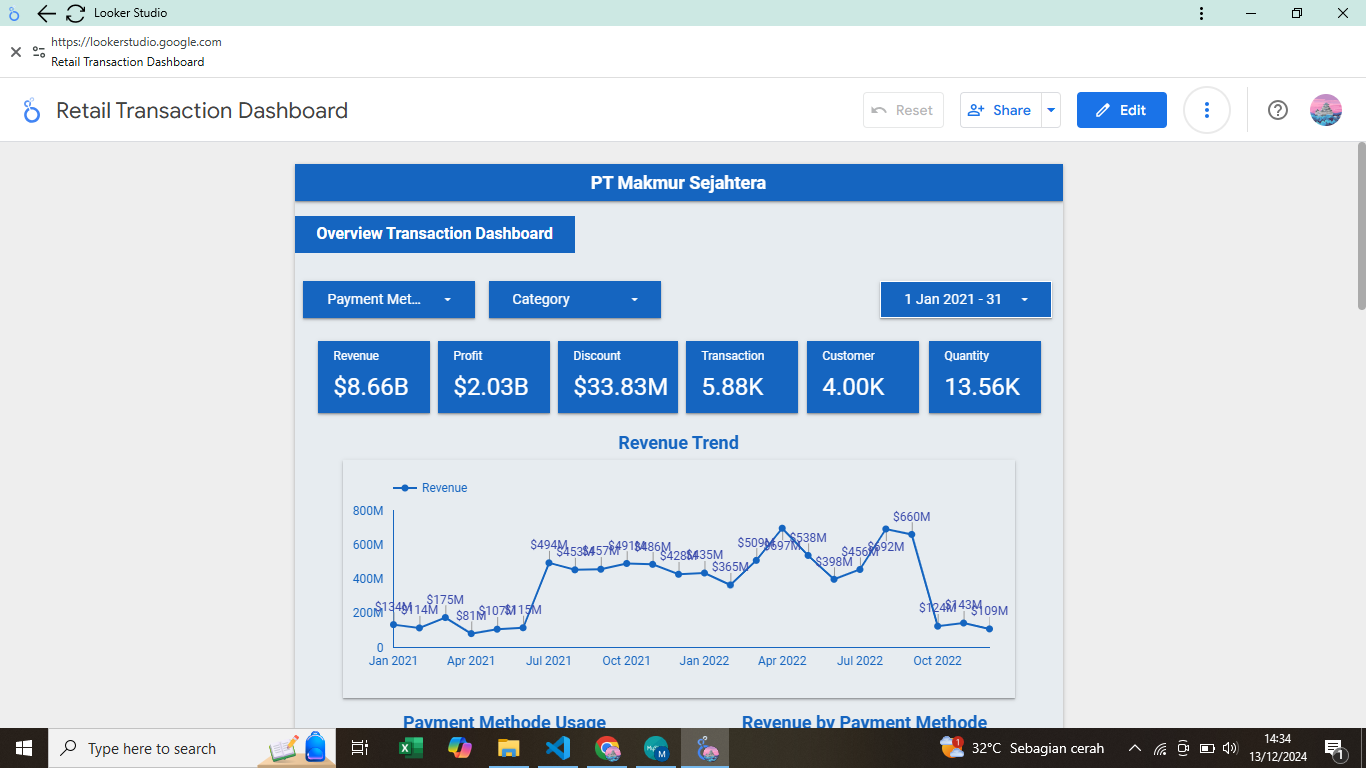 Looker Studio
https://lookerstudio.google.com
Retail Transaction Dashboard
Retail Transaction Dashboard
Reset
Share
Edit
PT Makmur Sejahtera
Overview Transaction Dashboard
Payment Met...
Category
1 Jan 2021 - 31
Revenue
$8.66B
Profit
$2.03B
Discount
$33.83M
Transaction
5.88K
Customer
4.00K
Quantity
13.56K
Revenue Trend
Revenue
800M
600M
400M
200M
0
$134M
$114M
$175M
$81M
$107M
$115M
$494M
$453M
$457M
$491M
$486M
$428M
$435M
$365M
$509M
$697M
$538M
$398M
$456M
$692M
$660M
$124M
$143M
$109M
Jan 2021
Apr 2021
Jul 2021
Oct 2021
Jan 2022
Apr 2022
Jul 2022
Oct 2022
Payment Methode Usage
Revenue by Payment Methode
Type here to search
32°C Sebagian cerah
14:34
13/12/2024